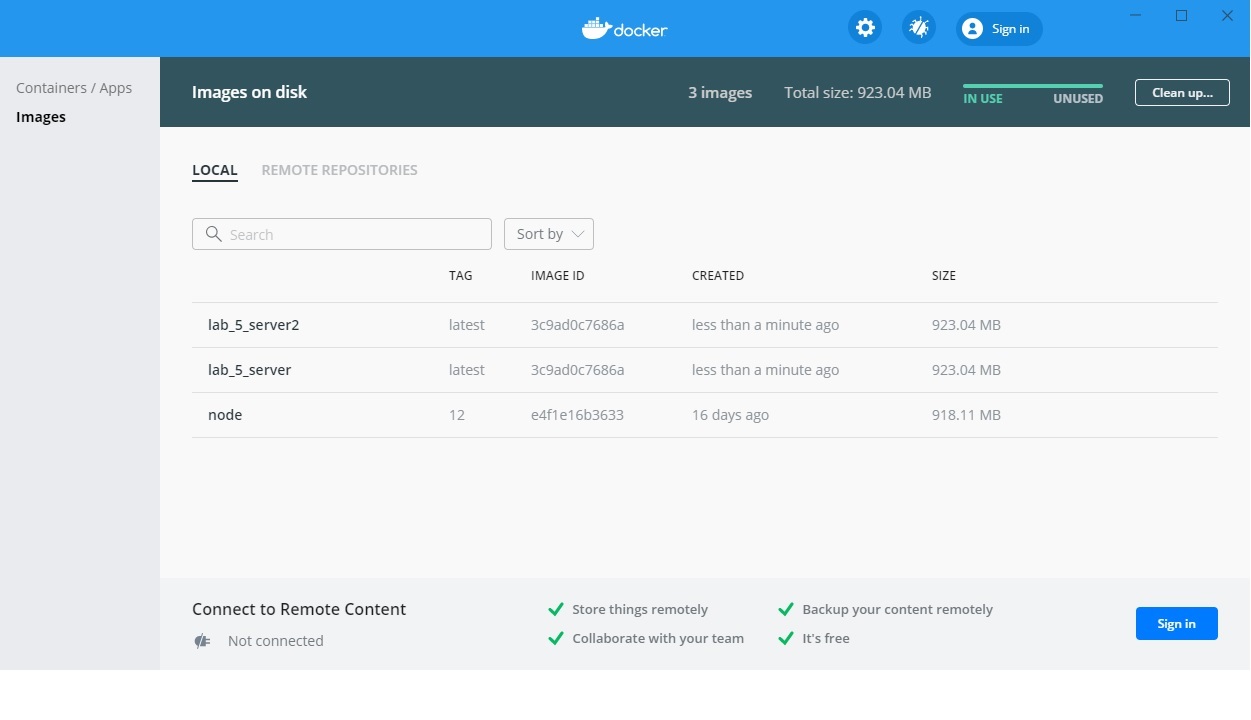 docker
Sign in
Containers / Apps
Images
Images on disk
3 images
Total size: 923.04 MB
IN USE
UNUSED
Clean up...
LOCAL
REMOTE REPOSITORIES
Search
Sort by
TAG IMAGE ID CREATED SIZE
lab_5_server2 latest 3c9ad0c7686a less than a minute ago 923.04 MB
lab_5_server latest 3c9ad0c7686a less than a minute ago 923.04 MB
node 12 e4f1e16b3633 16 days ago 918.11 MB
Connect to Remote Content
Not connected
Store things remotely
Backup your content remotely
Collaborate with your team
It's free
Sign in